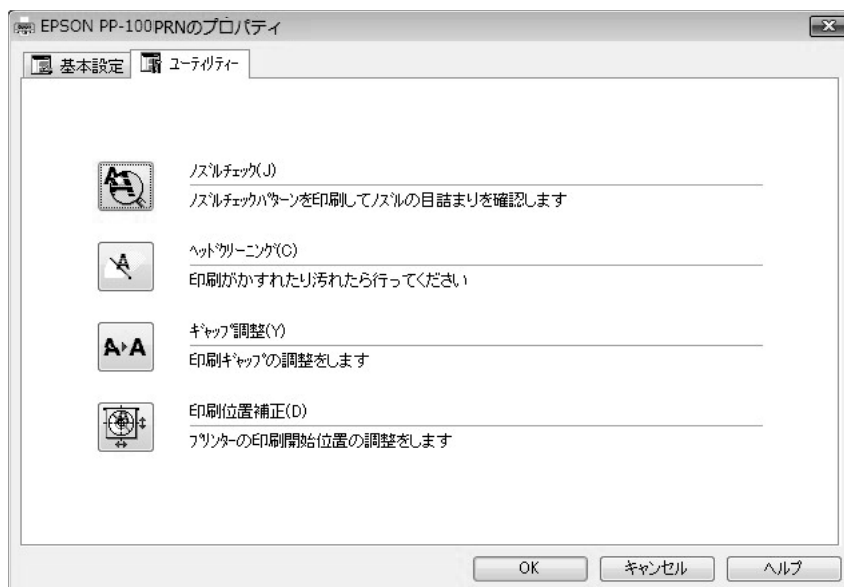 EPSON PP-100PRNのプロパティ
基本設定 ﾕｰﾃｨﾘﾃｨｰ
ﾉｽﾞﾙﾁｪｯｸ(J)
ﾉｽﾞﾙﾁｪｯｸﾊﾟﾀｰﾝを印刷してﾉｽﾞﾙの目詰まりを確認します
ﾍｯﾄﾞｸﾘｰﾆﾝｸﾞ(C)
印刷がかすれたり汚れたら行ってください
ｷﾞｬｯﾌﾟ調整(Y)
印刷ｷﾞｬｯﾌﾟの調整をします
印刷位置補正(D)
ﾌﾟﾘﾝﾀｰの印刷開始位置の調整をします
OK キャンセル ヘルプ